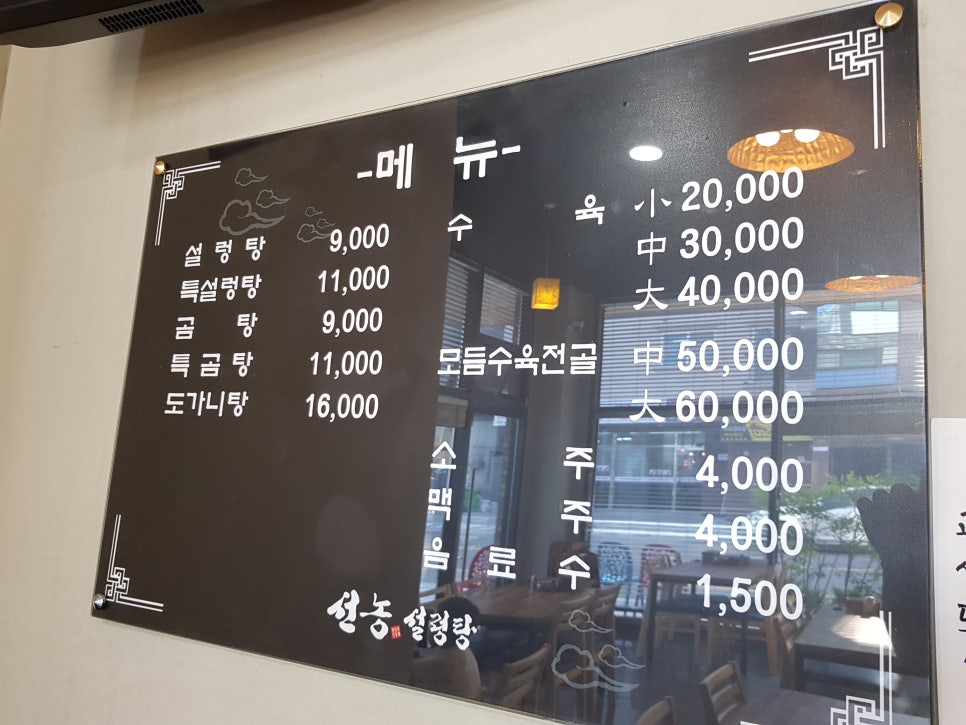 -메 뉴-
설렁탕 9,000
특설렁탕 11,000
곰 탕 9,000
특곰탕 11,000
도가니탕 16,000
수 육 小 20,000
中 30,000
大 40,000
모듬수육전골 中 50,000
大 60,000
소 주 4,000
맥 주 4,000
음 료 수 1,500
선농 설렁탕